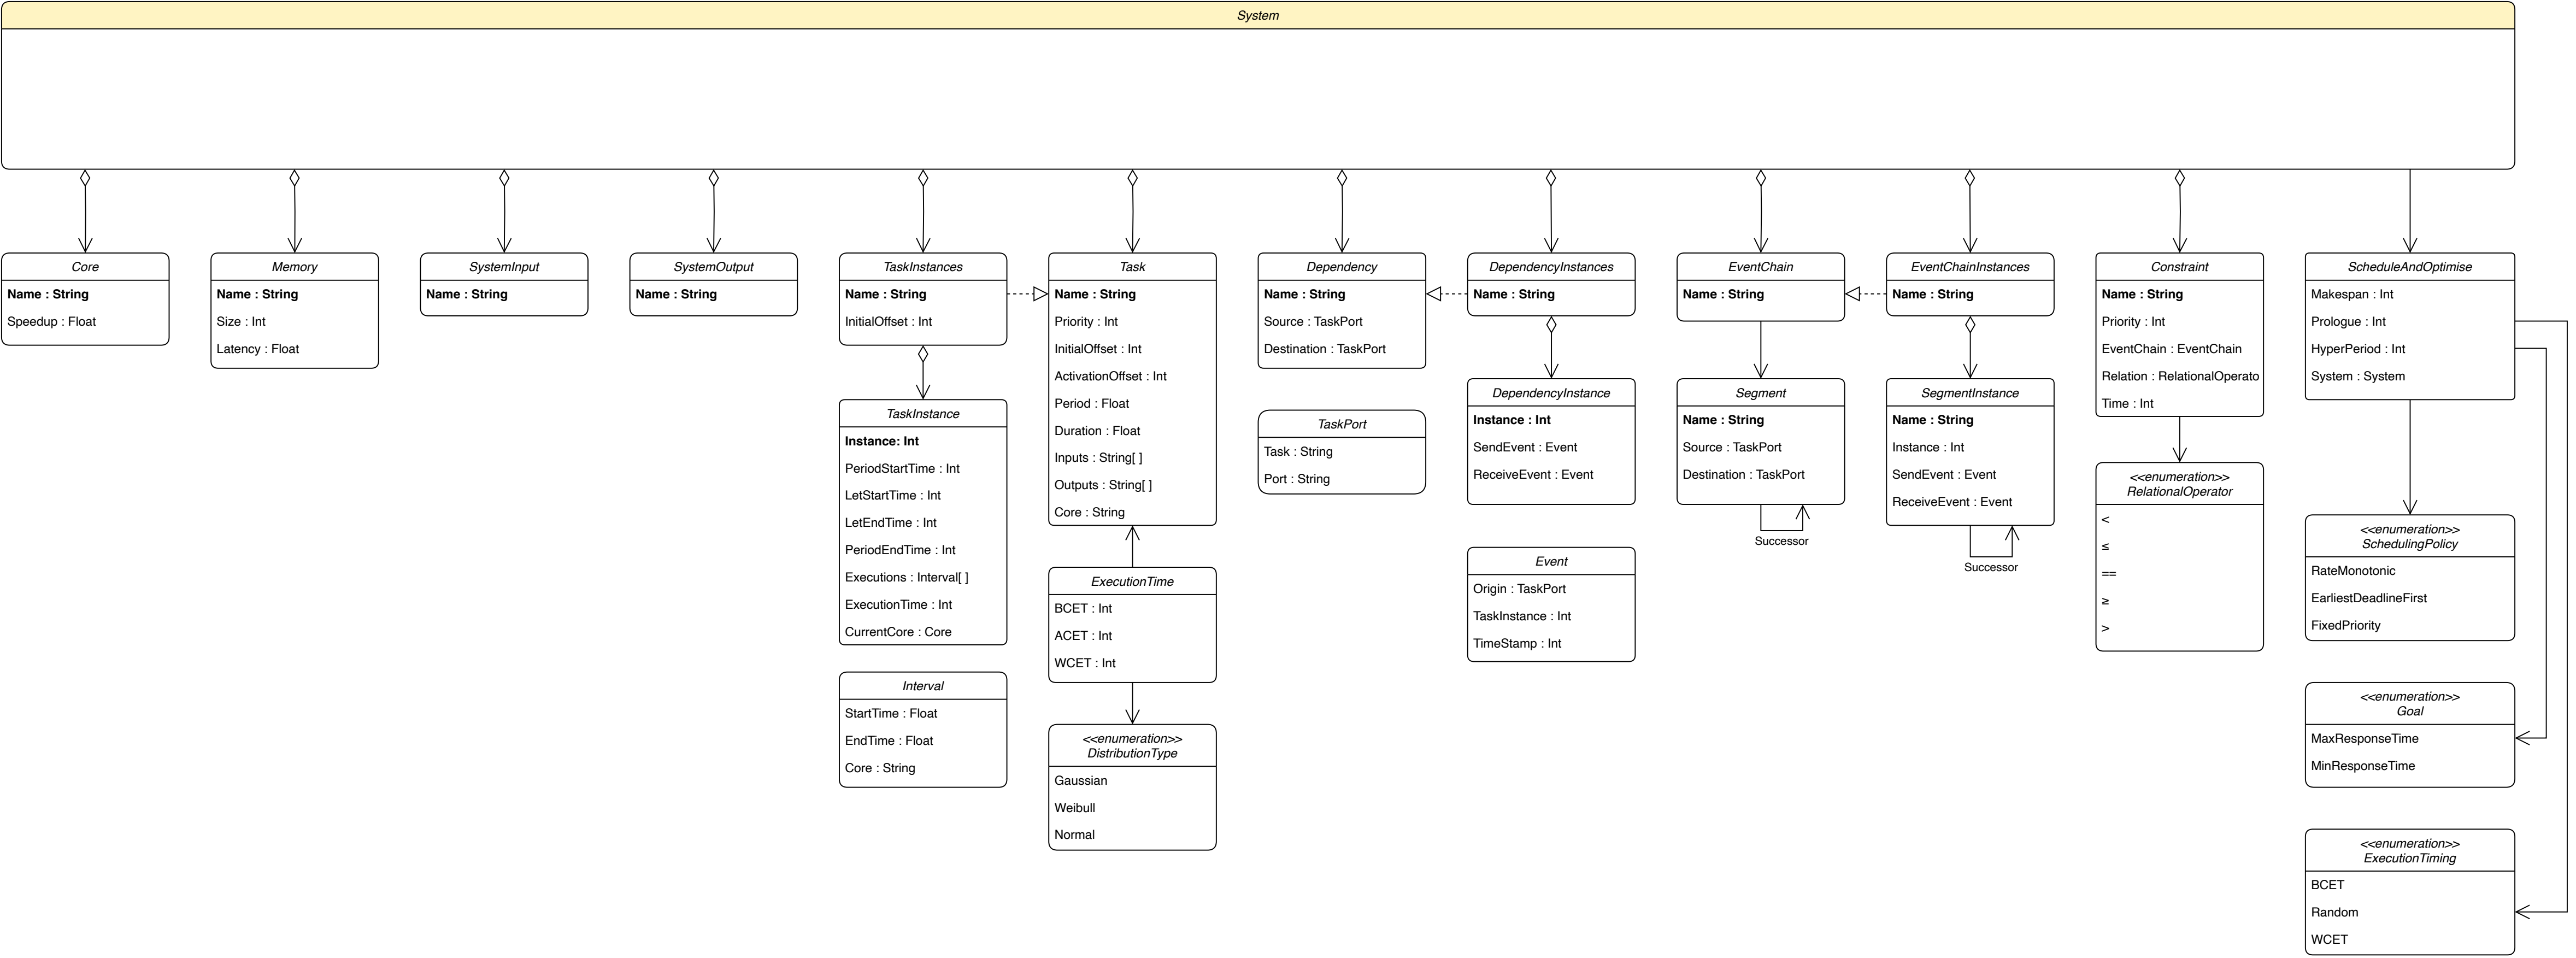 System
Core
Name : String
Speedup : Float
Memory
Name : String
Size : Int
Latency : Float
SystemInput
Name : String
SystemOutput
Name : String
TaskInstances
Name : String
InitialOffset : Int
TaskInstance
Instance: Int
PeriodStartTime : Int
LetStartTime : Int
LetEndTime : Int
PeriodEndTime : Int
Executions : Interval[ ]
ExecutionTime : Int
CurrentCore : Core
Interval
StartTime : Float
EndTime : Float
Core : String
Task
Name : String
Priority : Int
InitialOffset : Int
ActivationOffset : Int
Period : Float
Duration : Float
Inputs : String[ ]
Outputs : String[ ]
Core : String
ExecutionTime
BCET : Int
ACET : Int
WCET : Int
<<enumeration>>
DistributionType
Gaussian
Weibull
Normal
Dependency
Name : String
Source : TaskPort
Destination : TaskPort
TaskPort
Task : String
Port : String
DependencyInstances
Name : String
DependencyInstance
Instance : Int
SendEvent : Event
ReceiveEvent : Event
Event
Origin : TaskPort
TaskInstance : Int
TimeStamp : Int
EventChain
Name : String
Segment
Name : String
Source : TaskPort
Destination : TaskPort
Successor
EventChainInstances
Name : String
SegmentInstance
Name : String
Instance : Int
SendEvent : Event
ReceiveEvent : Event
Successor
Constraint
Name : String
Priority : Int
EventChain : EventChain
Relation : RelationalOperato
Time : Int
<<enumeration>>
RelationalOperator
<
≤
==
≥
>
ScheduleAndOptimise
Makespan : Int
Prologue : Int
HyperPeriod : Int
System : System
<<enumeration>>
SchedulingPolicy
RateMonotonic
EarliestDeadlineFirst
FixedPriority
<<enumeration>>
Goal
MaxResponseTime
MinResponseTime
<<enumeration>>
ExecutionTiming
BCET
Random
WCET